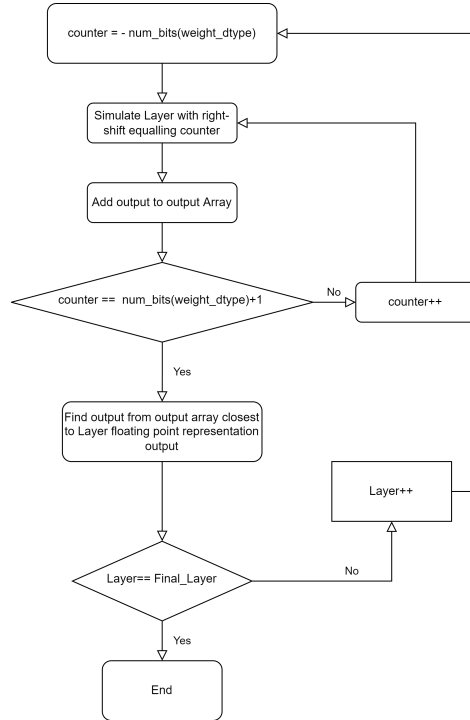 counter = - num_bits(weight_dtype)
Simulate Layer with right-
shift equalling counter
Add output to output Array
counter ==  num_bits(weight_dtype)+1
No
counter++
Yes
Find output from output array closest
to Layer floating point representation
output
Layer++
Layer== Final_Layer
No
Yes
End